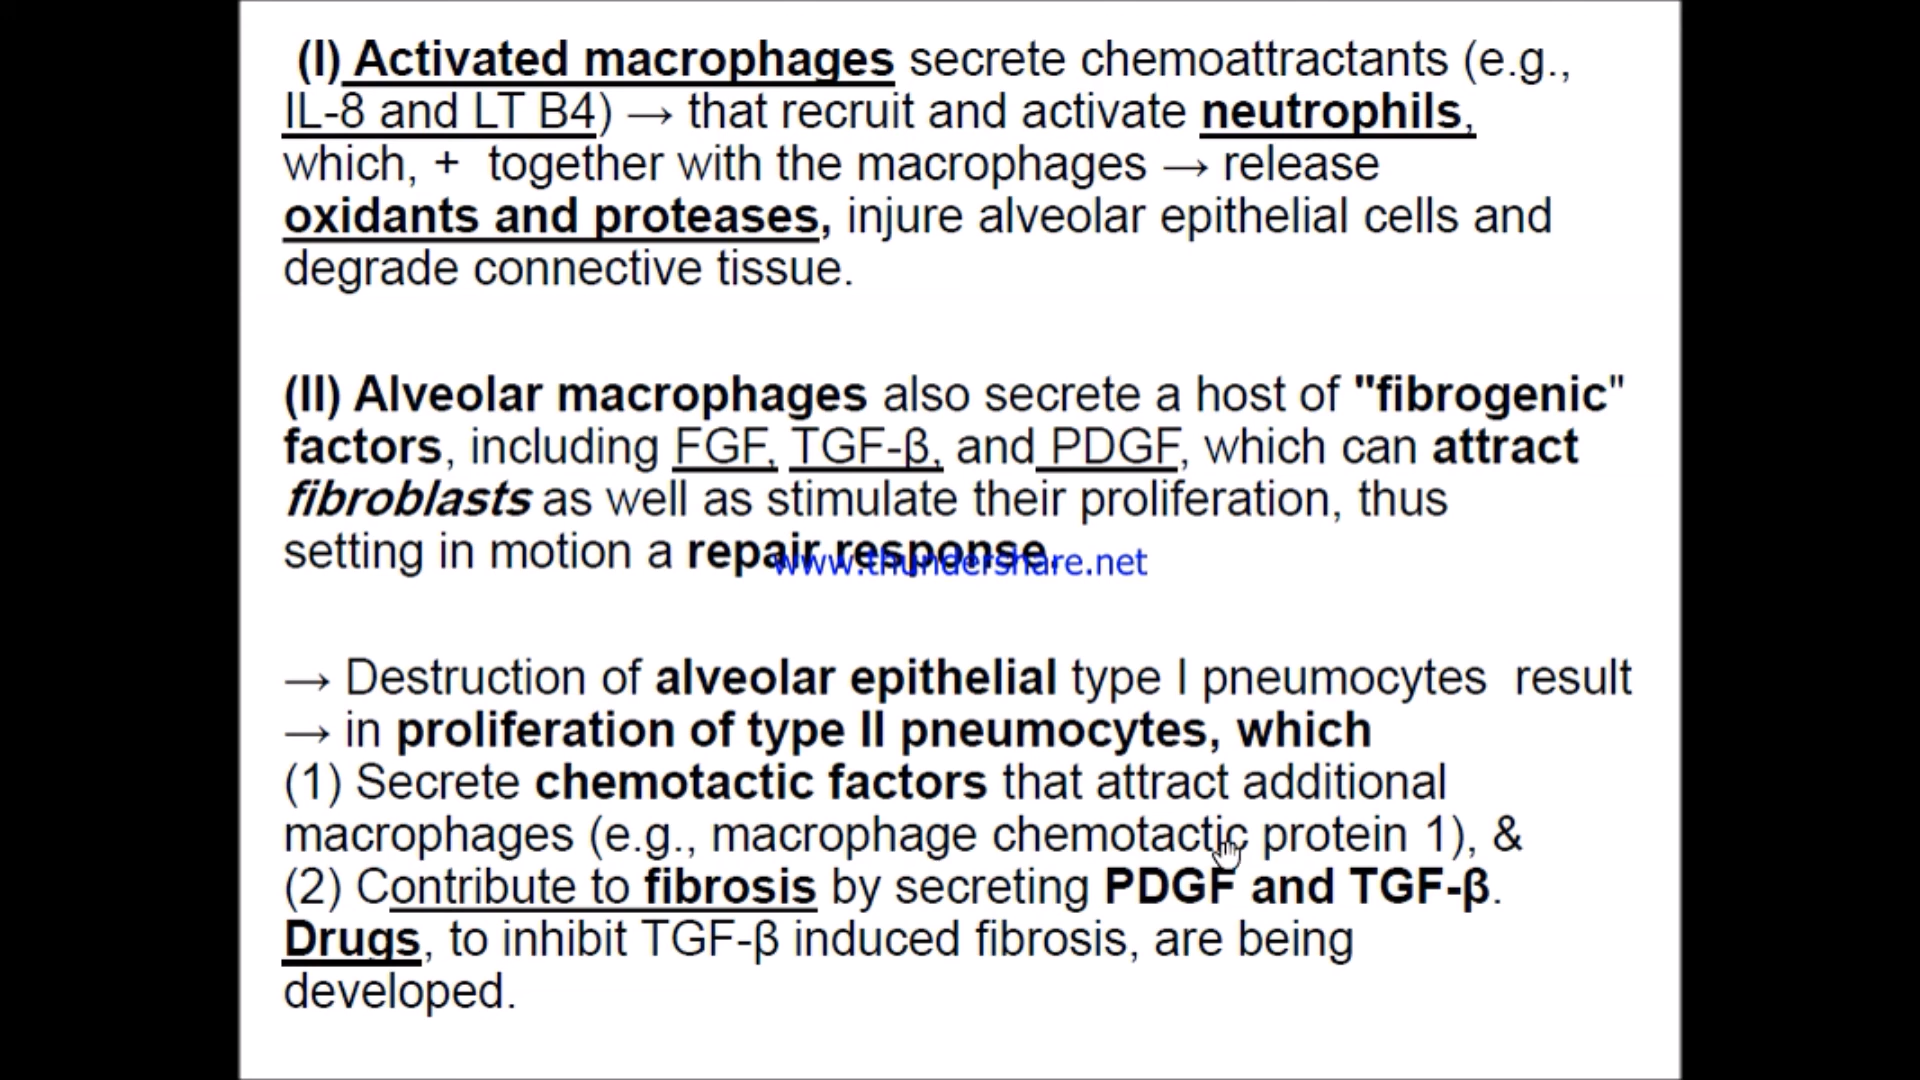 (I) Activated macrophages secrete chemoattractants (e.g.,
IL-8 and LT B4) → that recruit and activate neutrophils,
which, + together with the macrophages → release
oxidants and proteases, injure alveolar epithelial cells and
degrade connective tissue.
(II) Alveolar macrophages also secrete a host of "fibrogenic"
factors, including FGF, TGF-β, and PDGF, which can attract
fibroblasts as well as stimulate their proliferation, thus
setting in motion a repair response.
www.thundershare.net
→ Destruction of alveolar epithelial type I pneumocytes result
→ in proliferation of type II pneumocytes, which
(1) Secrete chemotactic factors that attract additional
macrophages (e.g., macrophage chemotactic protein 1), &
(2) Contribute to fibrosis by secreting PDGF and TGF-β.
Drugs, to inhibit TGF-β induced fibrosis, are being
developed.